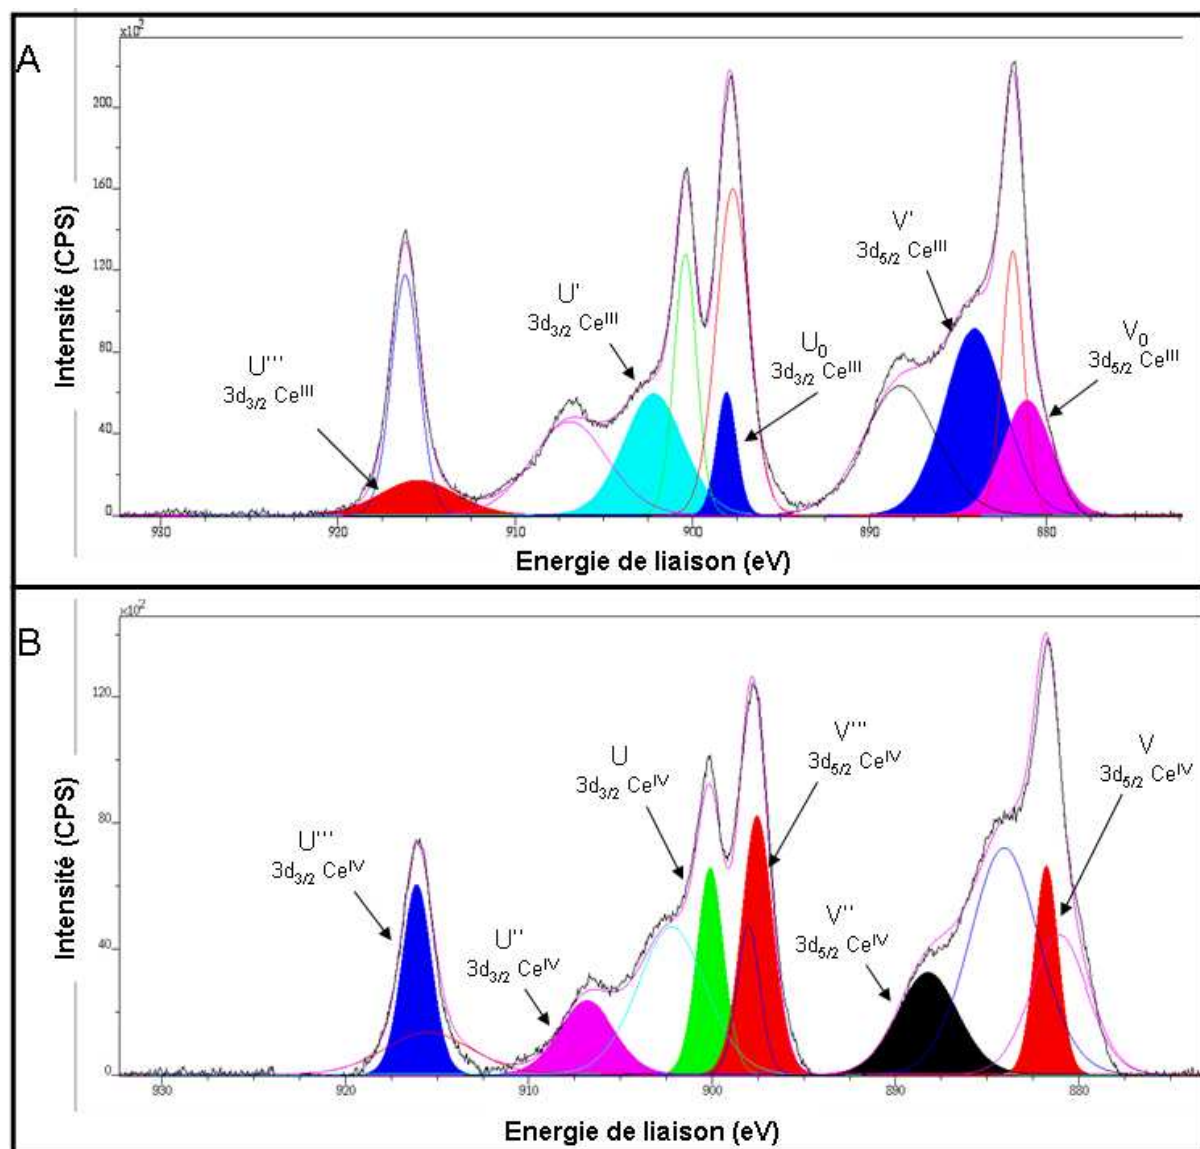 A
x10²
200
160
120
80
40
0
Intensité (CPS)
U''''
3d3/2 CeIII
U'
3d3/2 CeIII
U0
3d3/2 CeIII
V'
3d5/2 CeIII
V0
3d5/2 CeIII
930 920 910 900 890 880
Energie de liaison (eV)
B
x10²
120
80
40
0
Intensité (CPS)
U''''
3d3/2 CeIV
U''
3d3/2 CeIV
U
3d3/2 CeIV
V''''
3d5/2 CeIV
V''
3d5/2 CeIV
V
3d5/2 CeIV
930 920 910 900 890 880
Energie de liaison (eV)